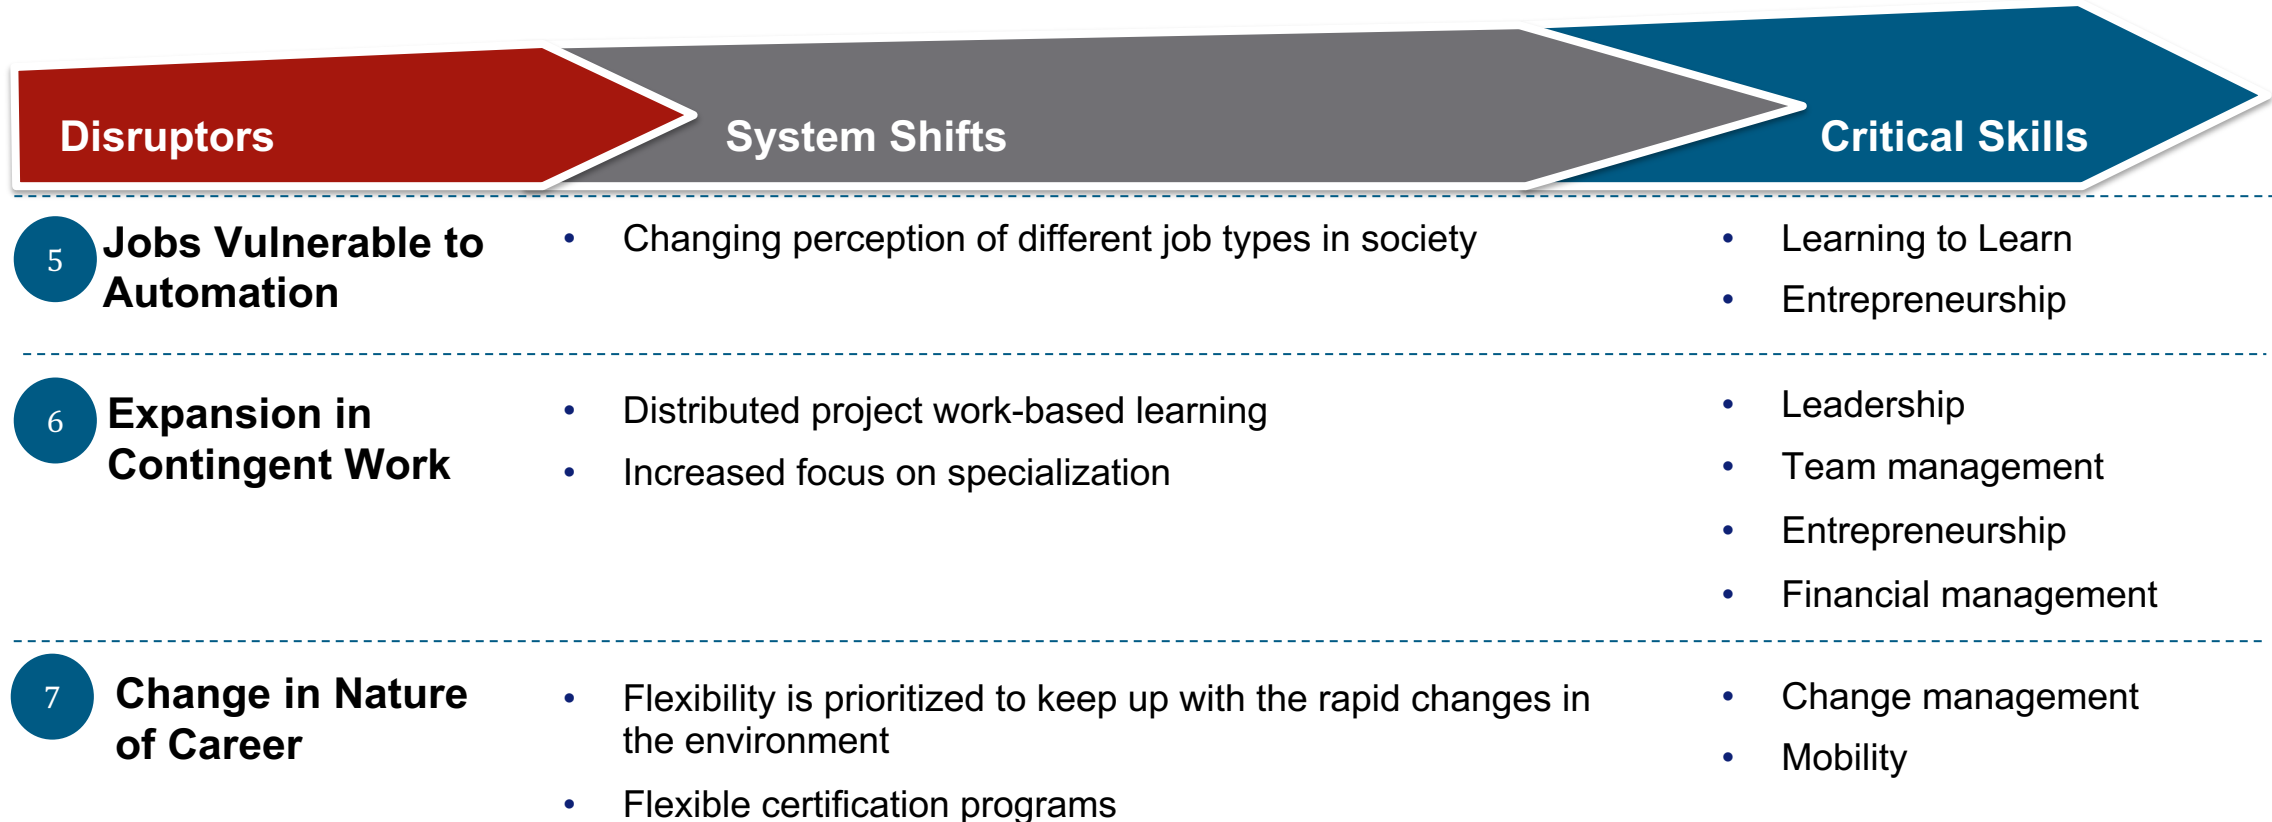 Disruptors
System Shifts
Critical Skills
5
Jobs Vulnerable to
Automation
• Changing perception of different job types in society
• Learning to Learn
• Entrepreneurship
6
Expansion in
Contingent Work
• Distributed project work-based learning
• Increased focus on specialization
• Leadership
• Team management
• Entrepreneurship
• Financial management
7
Change in Nature
of Career
• Flexibility is prioritized to keep up with the rapid changes in
the environment
• Flexible certification programs
• Change management
• Mobility